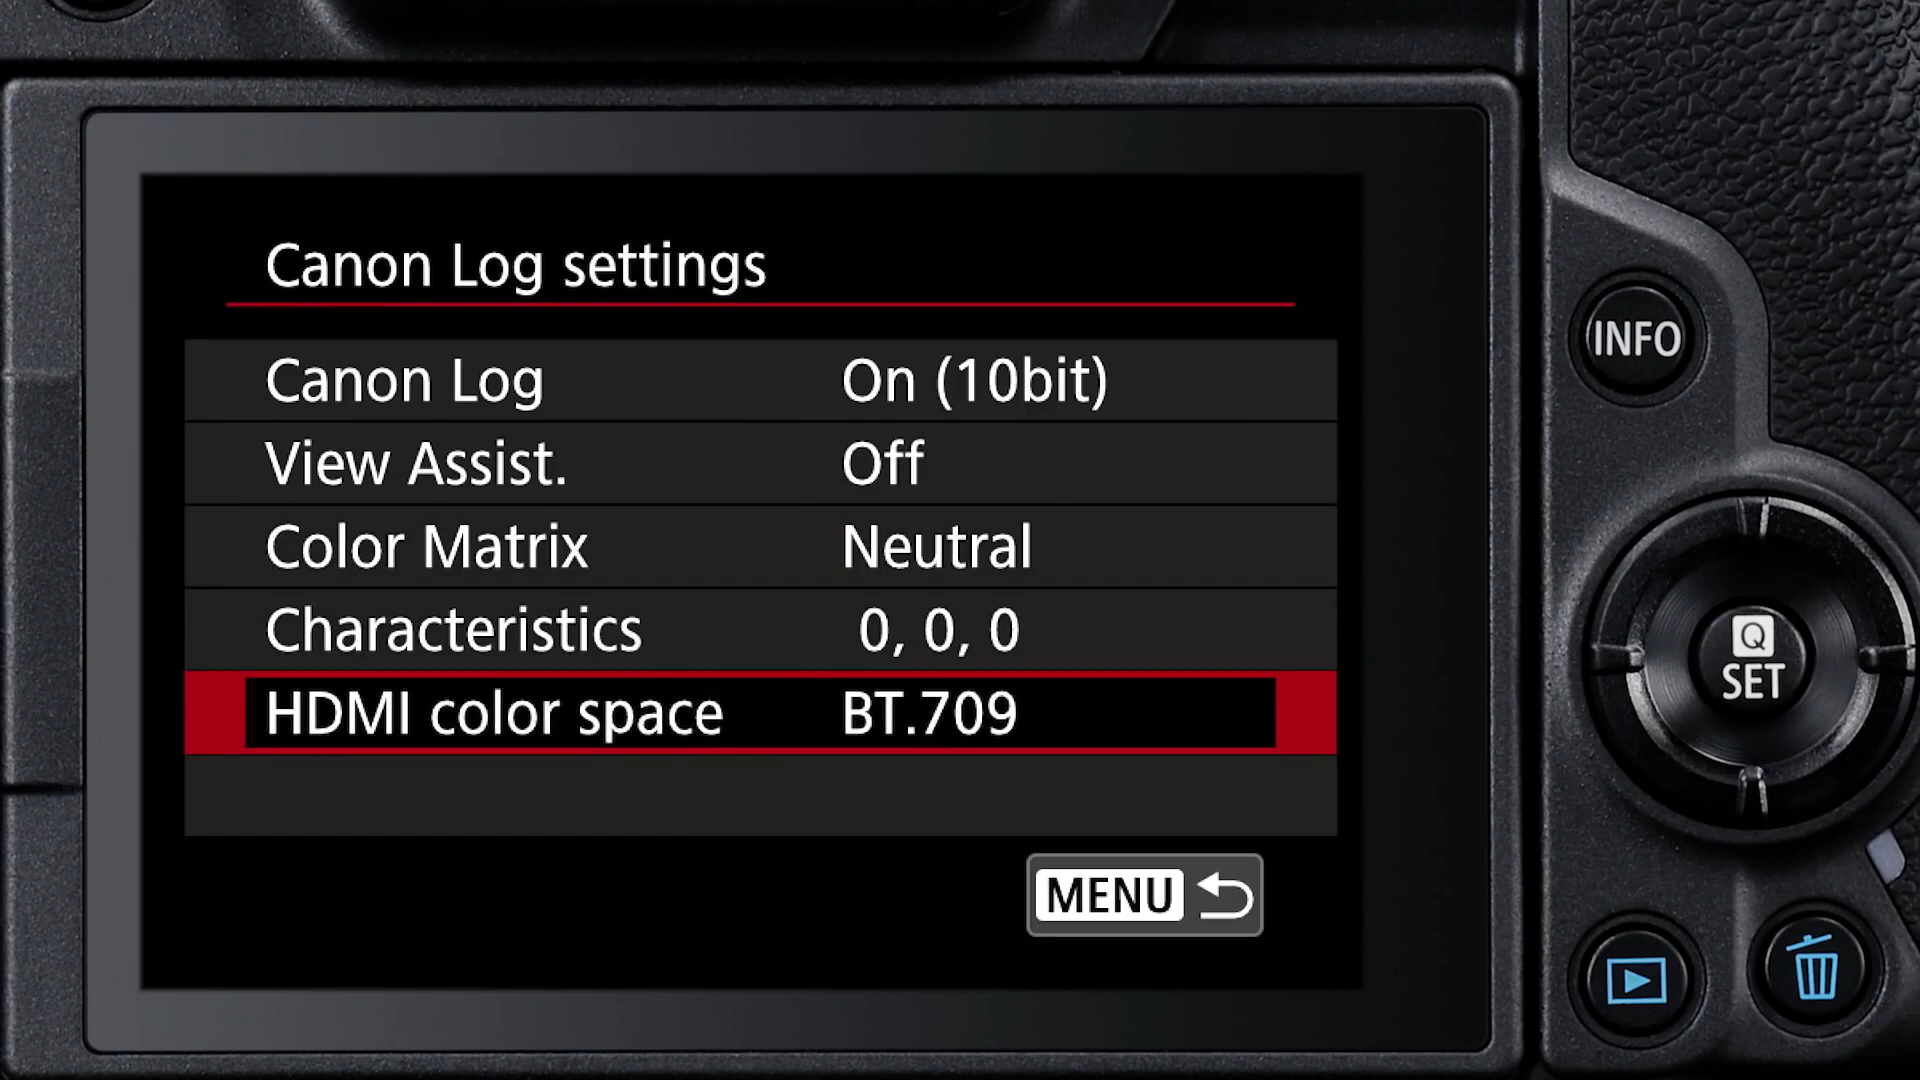 Canon Log settings
Canon Log On (10bit)
View Assist. Off
Color Matrix Neutral
Characteristics 0, 0, 0
HDMI color space BT.709
MENU
INFO
Q
SET